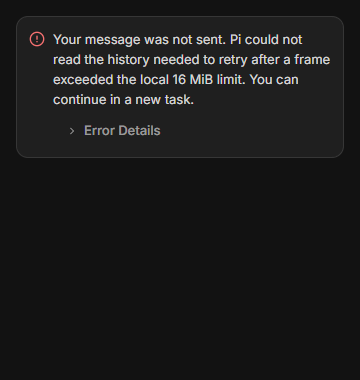 Your message was not sent. Pi could not
read the history needed to retry after a frame
exceeded the local 16 MiB limit. You can
continue in a new task.
Error Details